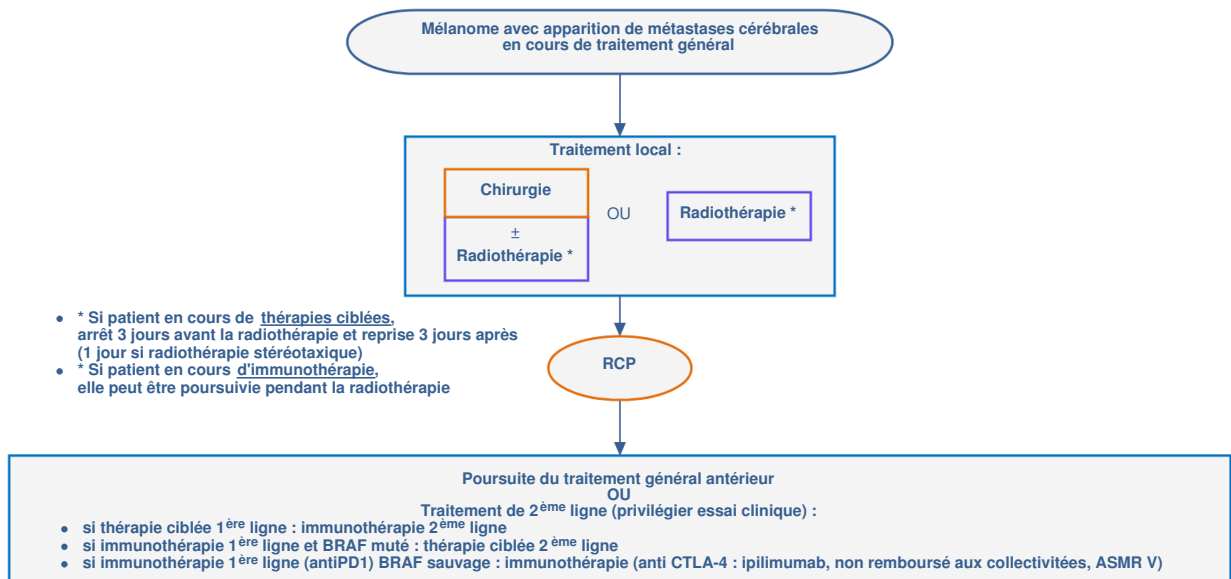 Mélanome avec apparition de métastases cérébrales
en cours de traitement général
Traitement local :
Chirurgie
±
Radiothérapie *
OU
Radiothérapie *
• * Si patient en cours de thérapies ciblées,
arrêt 3 jours avant la radiothérapie et reprise 3 jours après
(1 jour si radiothérapie stéréotaxique)
• * Si patient en cours d'immunothérapie,
elle peut être poursuivie pendant la radiothérapie
RCP
Poursuite du traitement général antérieur
OU
Traitement de 2ème ligne (privilégier essai clinique) :
• si thérapie ciblée 1ère ligne : immunothérapie 2ème ligne
• si immunothérapie 1ère ligne et BRAF muté : thérapie ciblée 2 ème ligne
• si immunothérapie 1ère ligne (antiPD1) BRAF sauvage : immunothérapie (anti CTLA-4 : ipilimumab, non remboursé aux collectivitées, ASMR V)